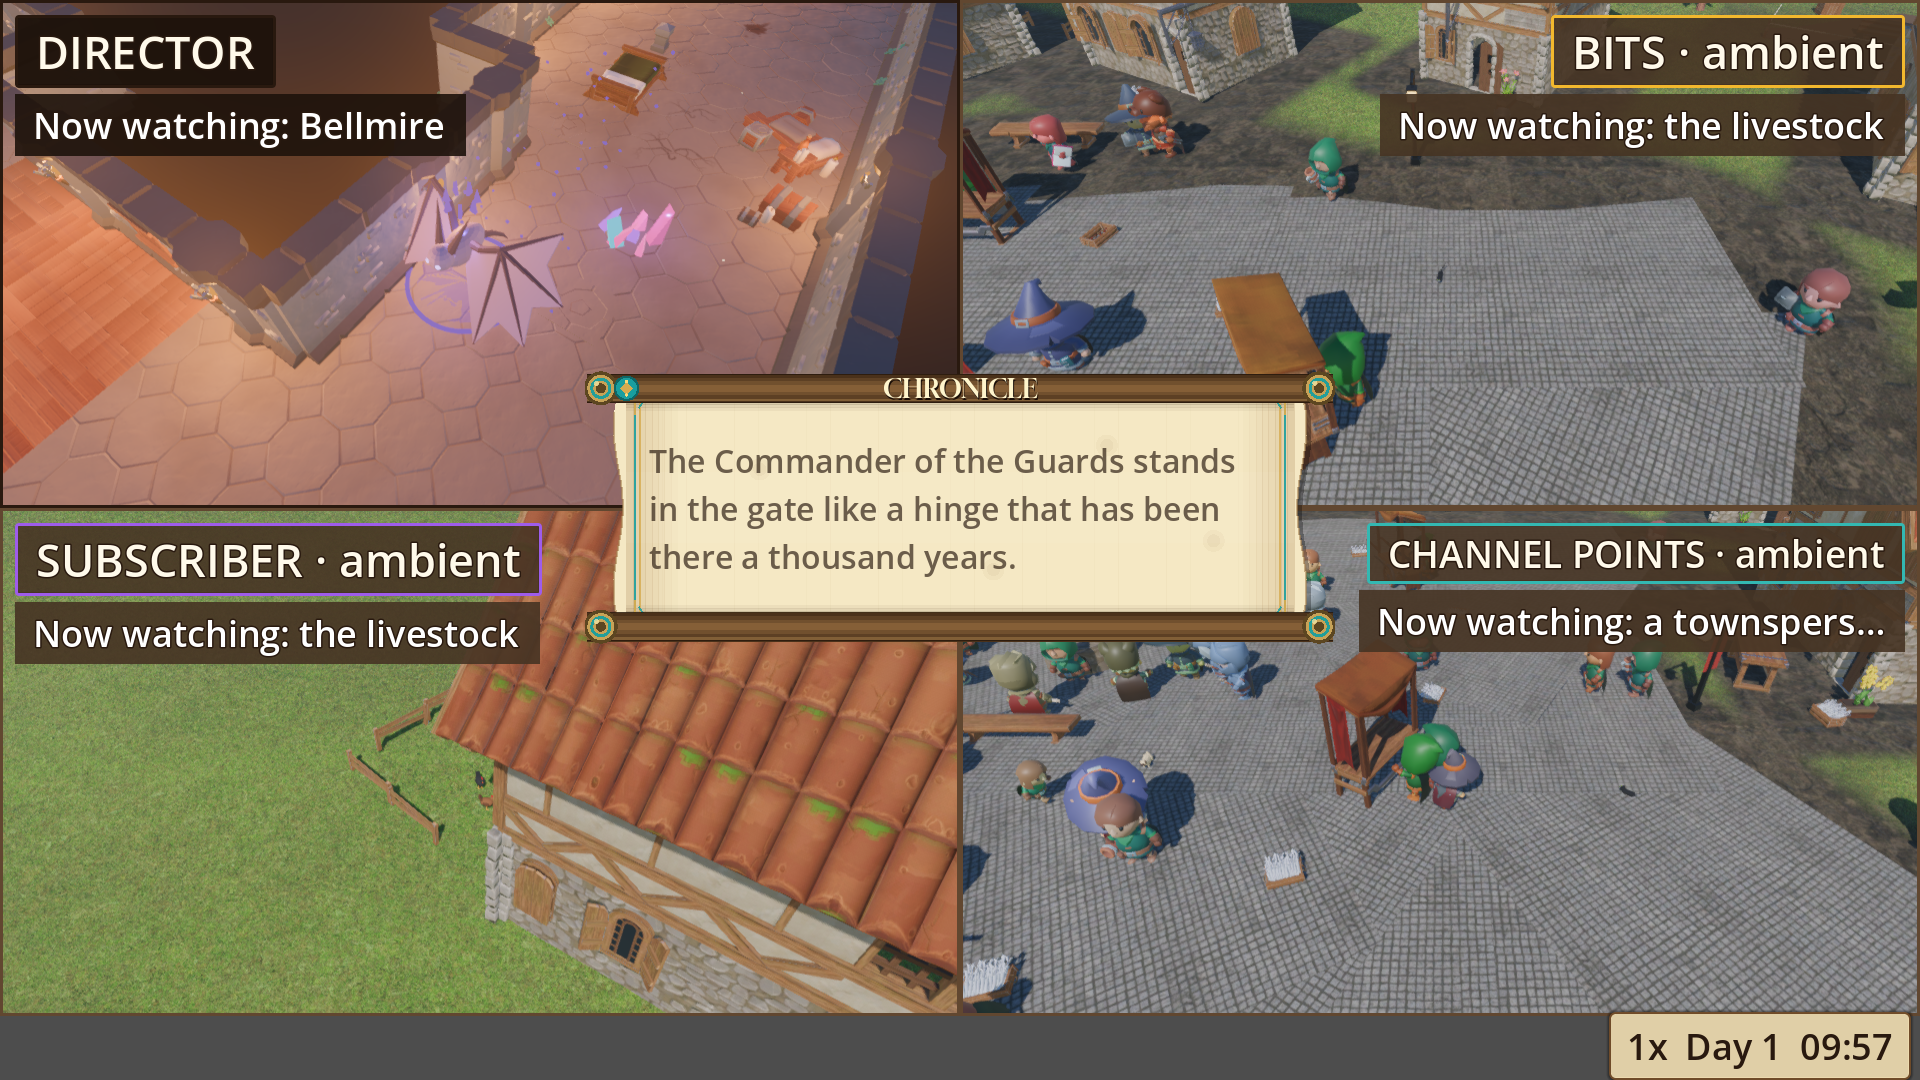 DIRECTOR
Now watching: Bellmire
BITS · ambient
Now watching: the livestock
CHRONICLE
The Commander of the Guards stands
in the gate like a hinge that has been
there a thousand years.
SUBSCRIBER · ambient
Now watching: the livestock
CHANNEL POINTS · ambient
Now watching: a townspers...
1x Day 1 09:57